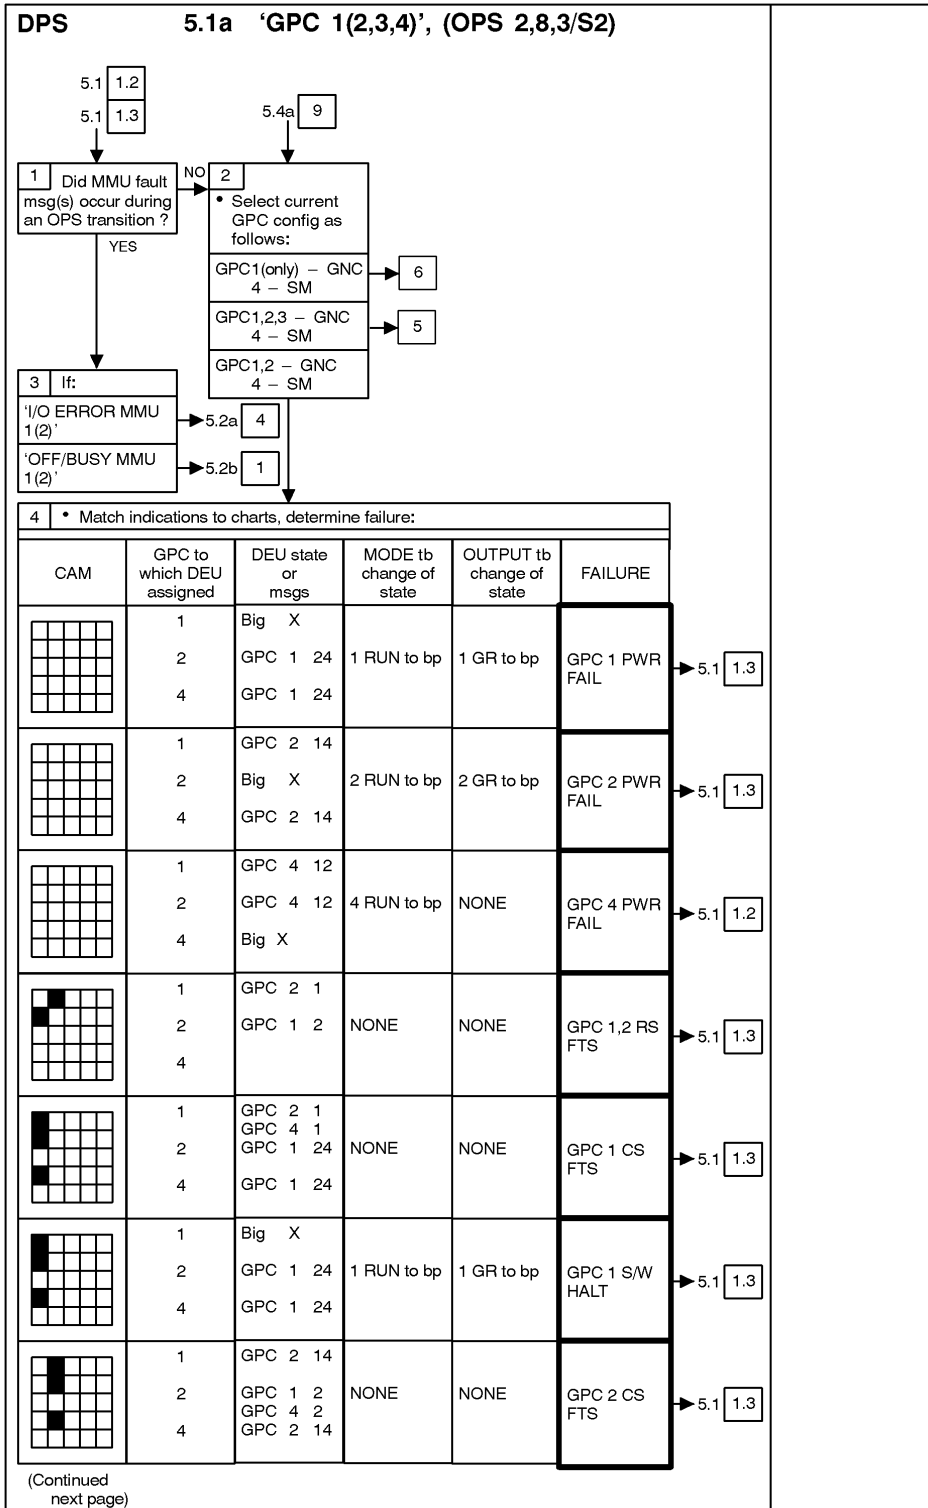 DPS 5.1a ‘GPC 1(2,3,4)’, (OPS 2,8,3/S2)
5.1 1.2
5.1 1.3
5.4a 9
1 Did MMU fault
msg(s) occur during
an OPS transition ?
NO
YES
2
• Select current
GPC config as
follows:
GPC1(only) – GNC
4 – SM
6
GPC1,2,3 – GNC
4 – SM
5
GPC1,2 – GNC
4 – SM
3 If:
‘I/O ERROR MMU
1(2)’
5.2a 4
‘OFF/BUSY MMU
1(2)’
5.2b 1
4 • Match indications to charts, determine failure:
CAM
GPC to
which DEU
assigned
DEU state
or
msgs
MODE tb
change of
state
OUTPUT tb
change of
state
FAILURE
1 Big X
2 GPC 1 24 1 RUN to bp 1 GR to bp GPC 1 PWR
FAIL
5.1 1.3
4 GPC 1 24
1 GPC 2 14
2 Big X 2 RUN to bp 2 GR to bp GPC 2 PWR
FAIL
5.1 1.3
4 GPC 2 14
1 GPC 4 12
2 GPC 4 12 4 RUN to bp NONE GPC 4 PWR
FAIL
5.1 1.2
4 Big X
1 GPC 2 1
2 GPC 1 2 NONE NONE GPC 1,2 RS
FTS
5.1 1.3
4
1 GPC 2 1
GPC 4 1
2 GPC 1 24 NONE NONE GPC 1 CS
FTS
5.1 1.3
4 GPC 1 24
1 Big X
2 GPC 1 24 1 RUN to bp 1 GR to bp GPC 1 S/W
HALT
5.1 1.3
4 GPC 1 24
1 GPC 2 14
2 GPC 1 2 NONE NONE GPC 2 CS
FTS
5.1 1.3
GPC 4 2
4 GPC 2 14
(Continued
next page)